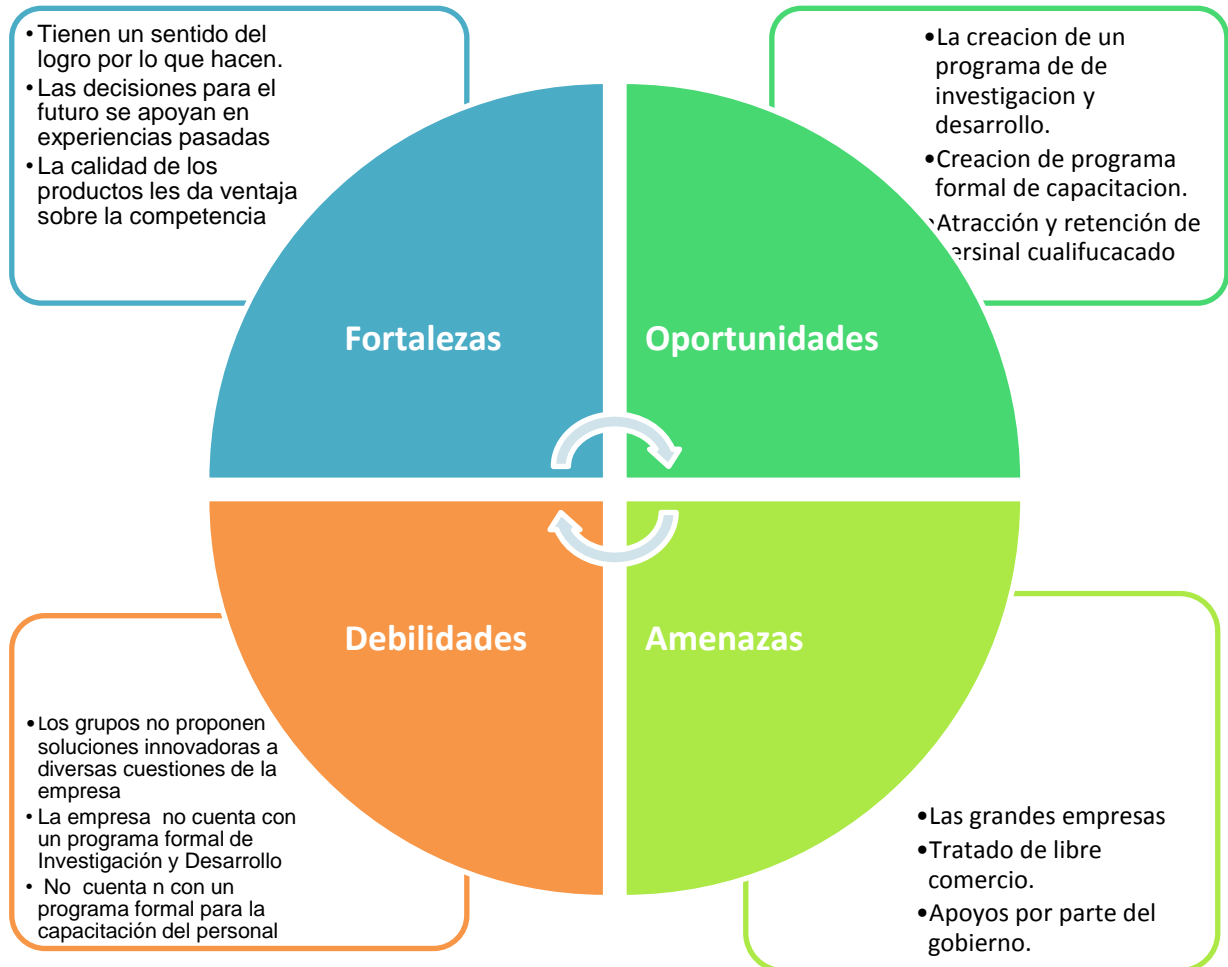 •Tienen un sentido del
logro por lo que hacen.
•Las decisiones para el
futuro se apoyan en
experiencias pasadas
•La calidad de los
productos les da ventaja
sobre la competencia
•La creacion de un
programa de de
investigacion y
desarrollo.
•Creacion de programa
formal de capacitacion.
•Atracción y retención de
ersinal cualifucacado
Fortalezas
Oportunidades
Debilidades
Amenazas
•Los grupos no proponen
soluciones innovadoras a
diversas cuestiones de la
empresa
•La empresa no cuenta con
un programa formal de
Investigación y Desarrollo
• No cuenta n con un
programa formal para la
capacitación del personal
•Las grandes empresas
•Tratado de libre
comercio.
•Apoyos por parte del
gobierno.